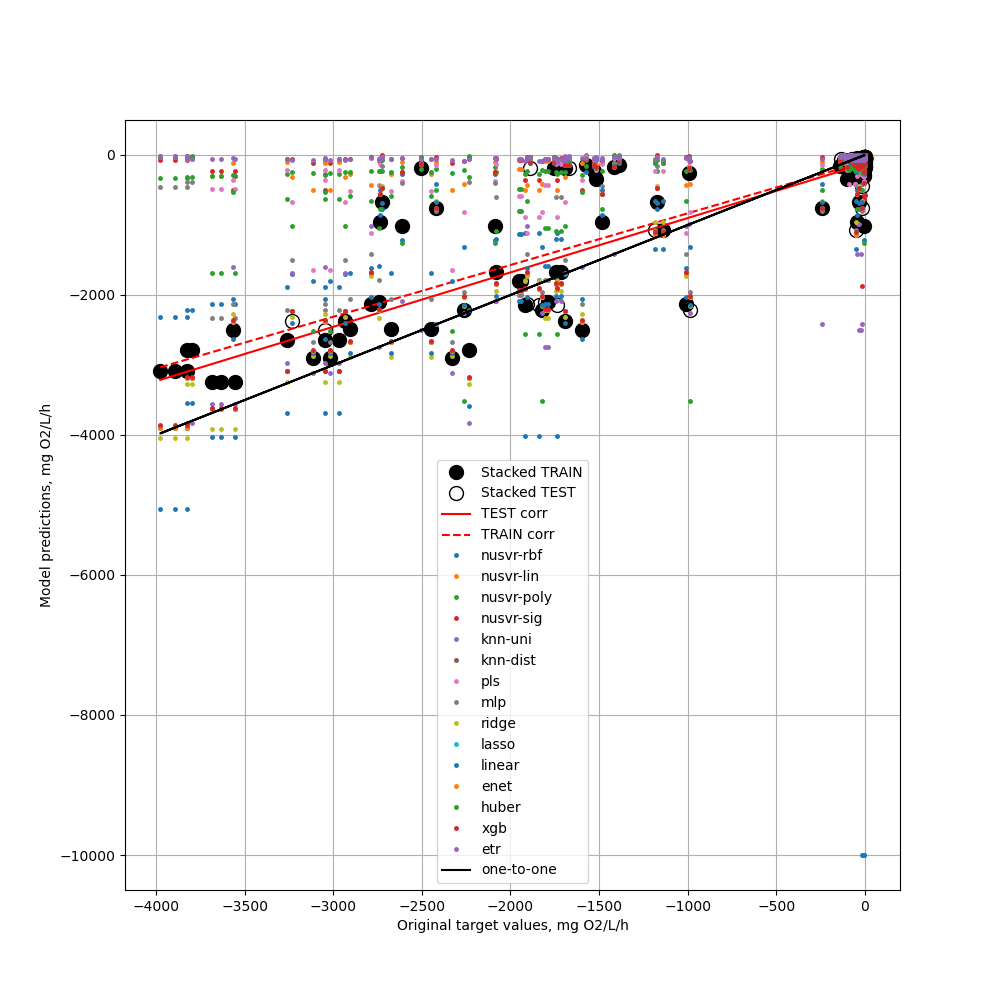 0
−2000
−4000
−6000
−8000
−10000
Model predictions, mg O2/L/h
Stacked TRAIN
Stacked TEST
TEST corr
TRAIN corr
nusvr-rbf
nusvr-lin
nusvr-poly
nusvr-sig
knn-uni
knn-dist
pls
mlp
ridge
lasso
linear
enet
huber
xgb
etr
one-to-one
−4000 −3500 −3000 −2500 −2000 −1500 −1000 −500 0
Original target values, mg O2/L/h